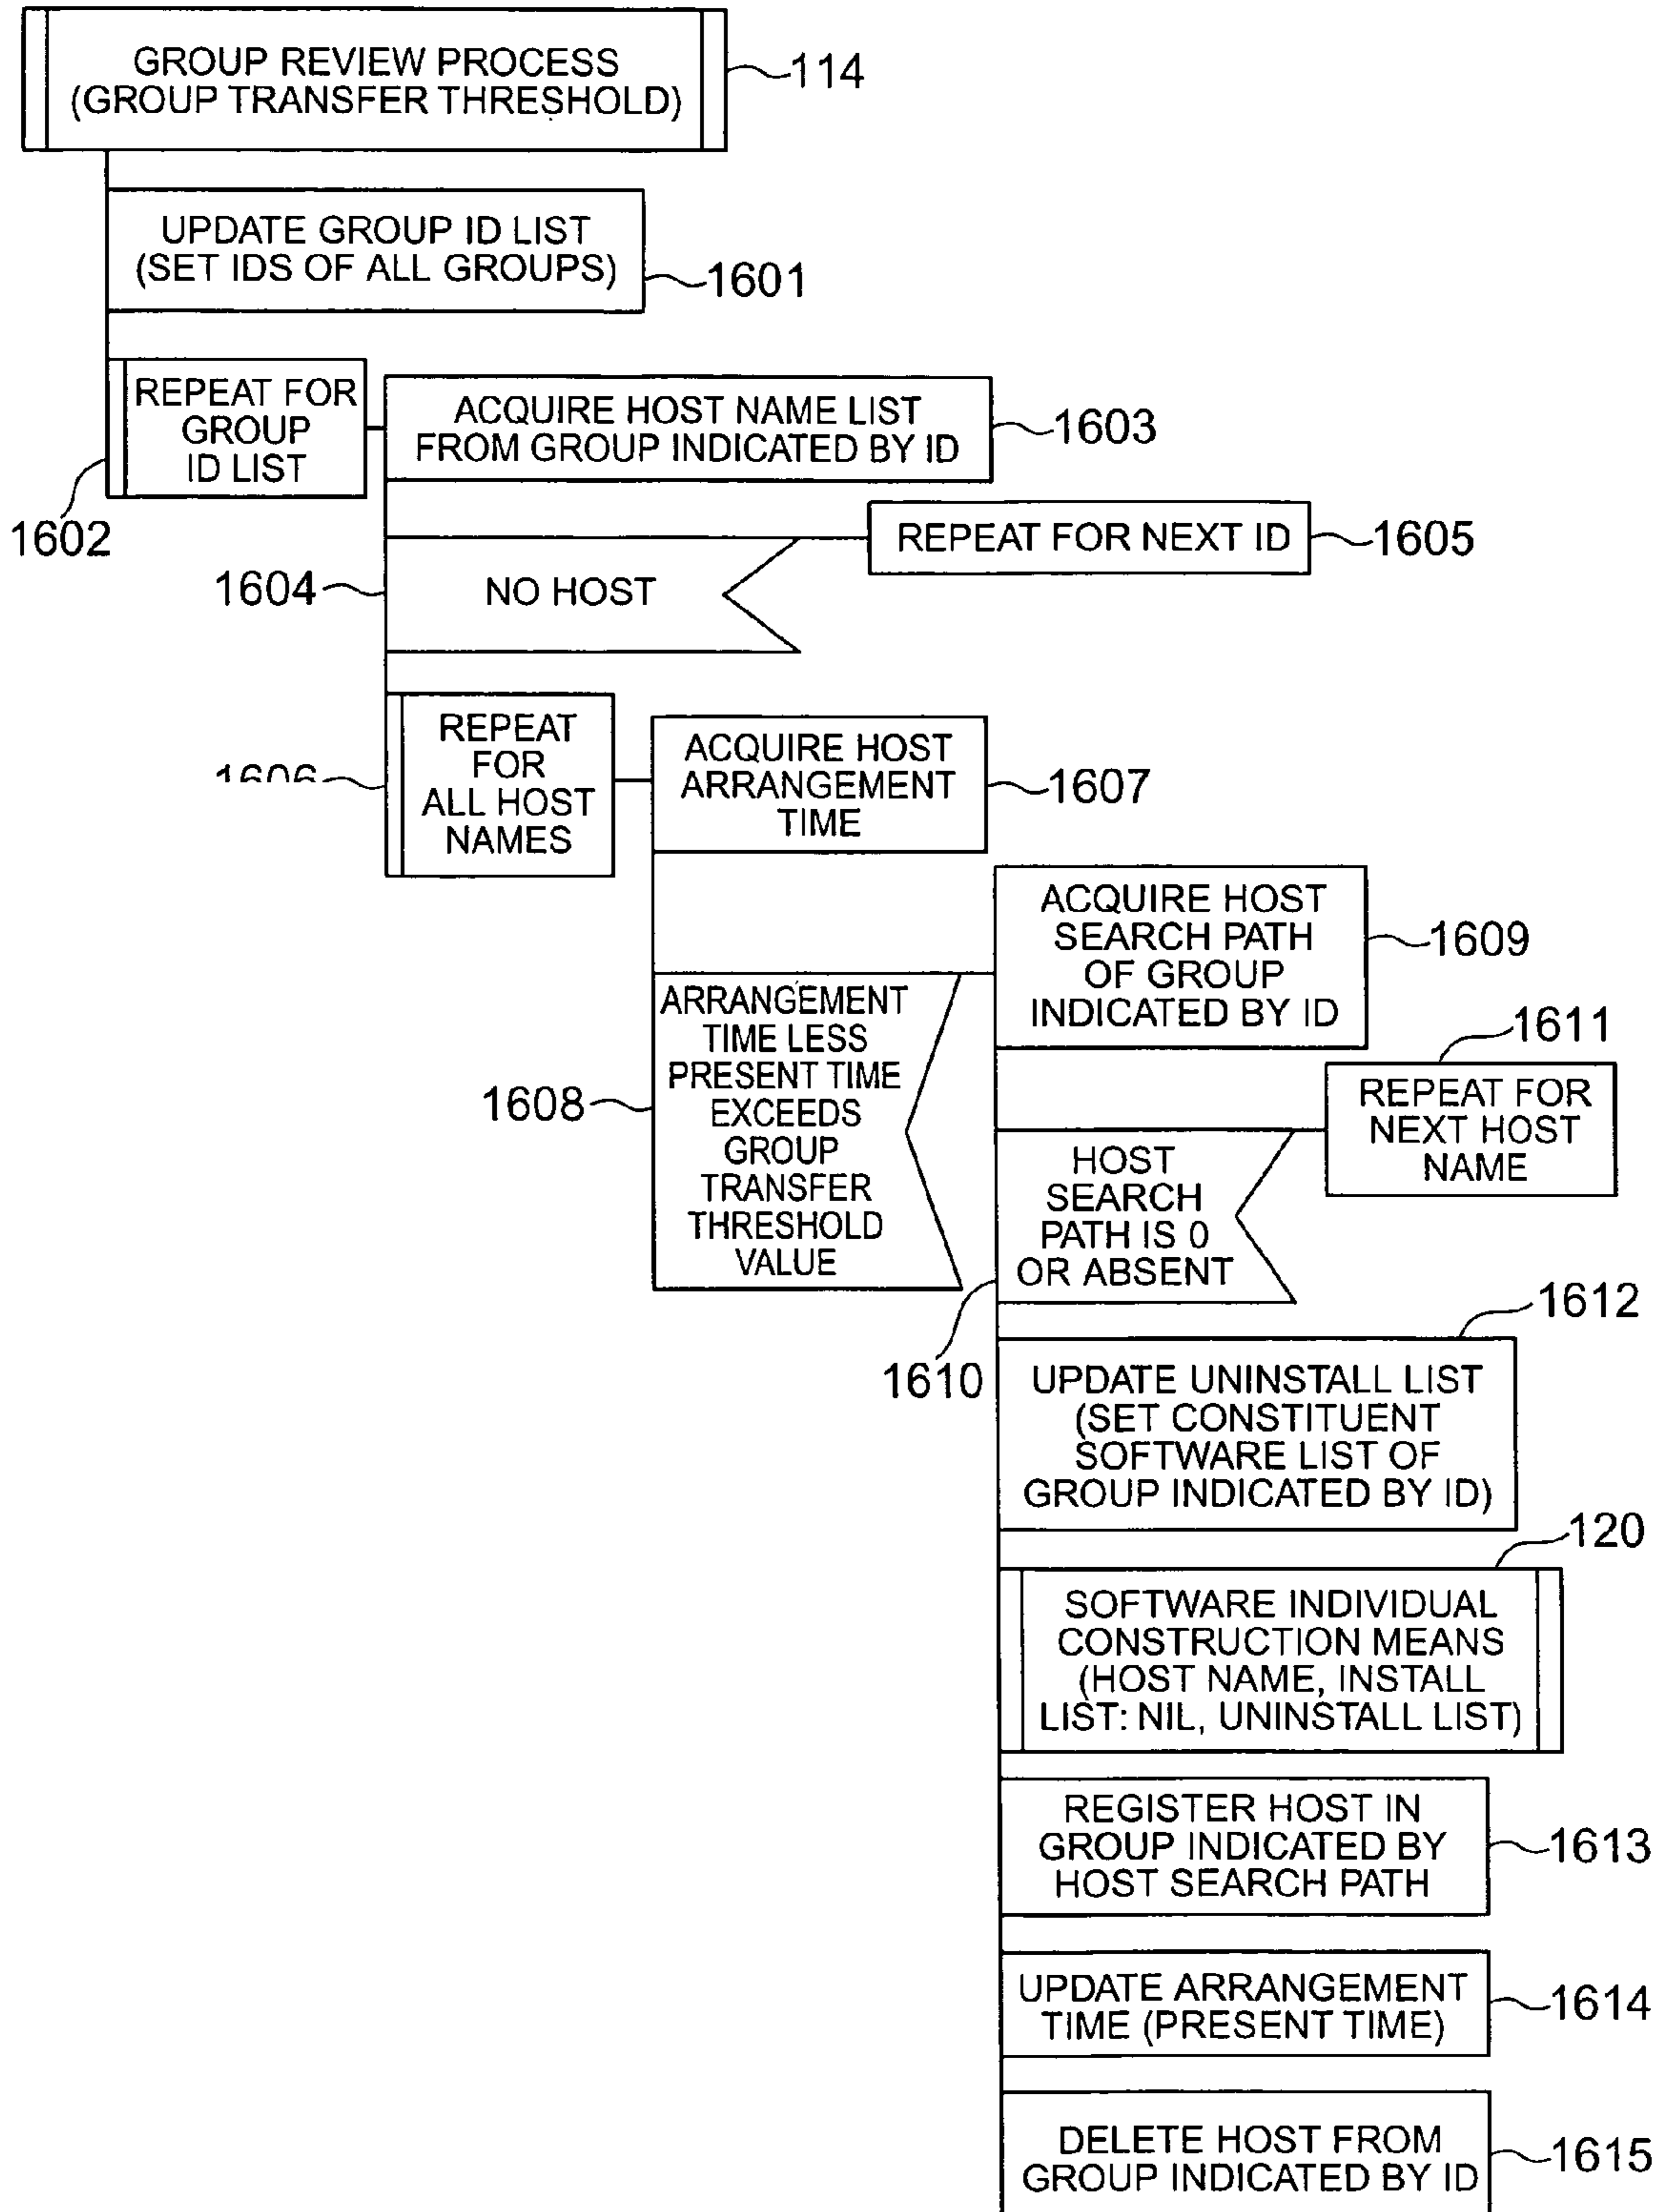 GROUP REVIEW PROCESS
(GROUP TRANSFER THRESHOLD)
114
UPDATE GROUP ID LIST
(SET IDS OF ALL GROUPS)
1601
REPEAT FOR
GROUP
ID LIST
1602
ACQUIRE HOST NAME LIST
FROM GROUP INDICATED BY ID
1603
REPEAT FOR NEXT ID
1605
1604
NO HOST
REPEAT
FOR
ALL HOST
NAMES
1606
ACQUIRE HOST
ARRANGEMENT
TIME
1607
ACQUIRE HOST
SEARCH PATH
OF GROUP
INDICATED BY ID
1609
1608
ARRANGEMENT
TIME LESS
PRESENT TIME
EXCEEDS
GROUP
TRANSFER
THRESHOLD
VALUE
1611
REPEAT FOR
NEXT HOST
NAME
HOST
SEARCH
PATH IS 0
OR ABSENT
1610
1612
UPDATE UNINSTALL LIST
(SET CONSTITUENT
SOFTWARE LIST OF
GROUP INDICATED BY ID)
120
SOFTWARE INDIVIDUAL
CONSTRUCTION MEANS
(HOST NAME, INSTALL
LIST: NIL, UNINSTALL LIST)
REGISTER HOST IN
GROUP INDICATED BY
HOST SEARCH PATH
1613
UPDATE ARRANGEMENT
TIME (PRESENT TIME)
1614
DELETE HOST FROM
GROUP INDICATED BY ID
1615